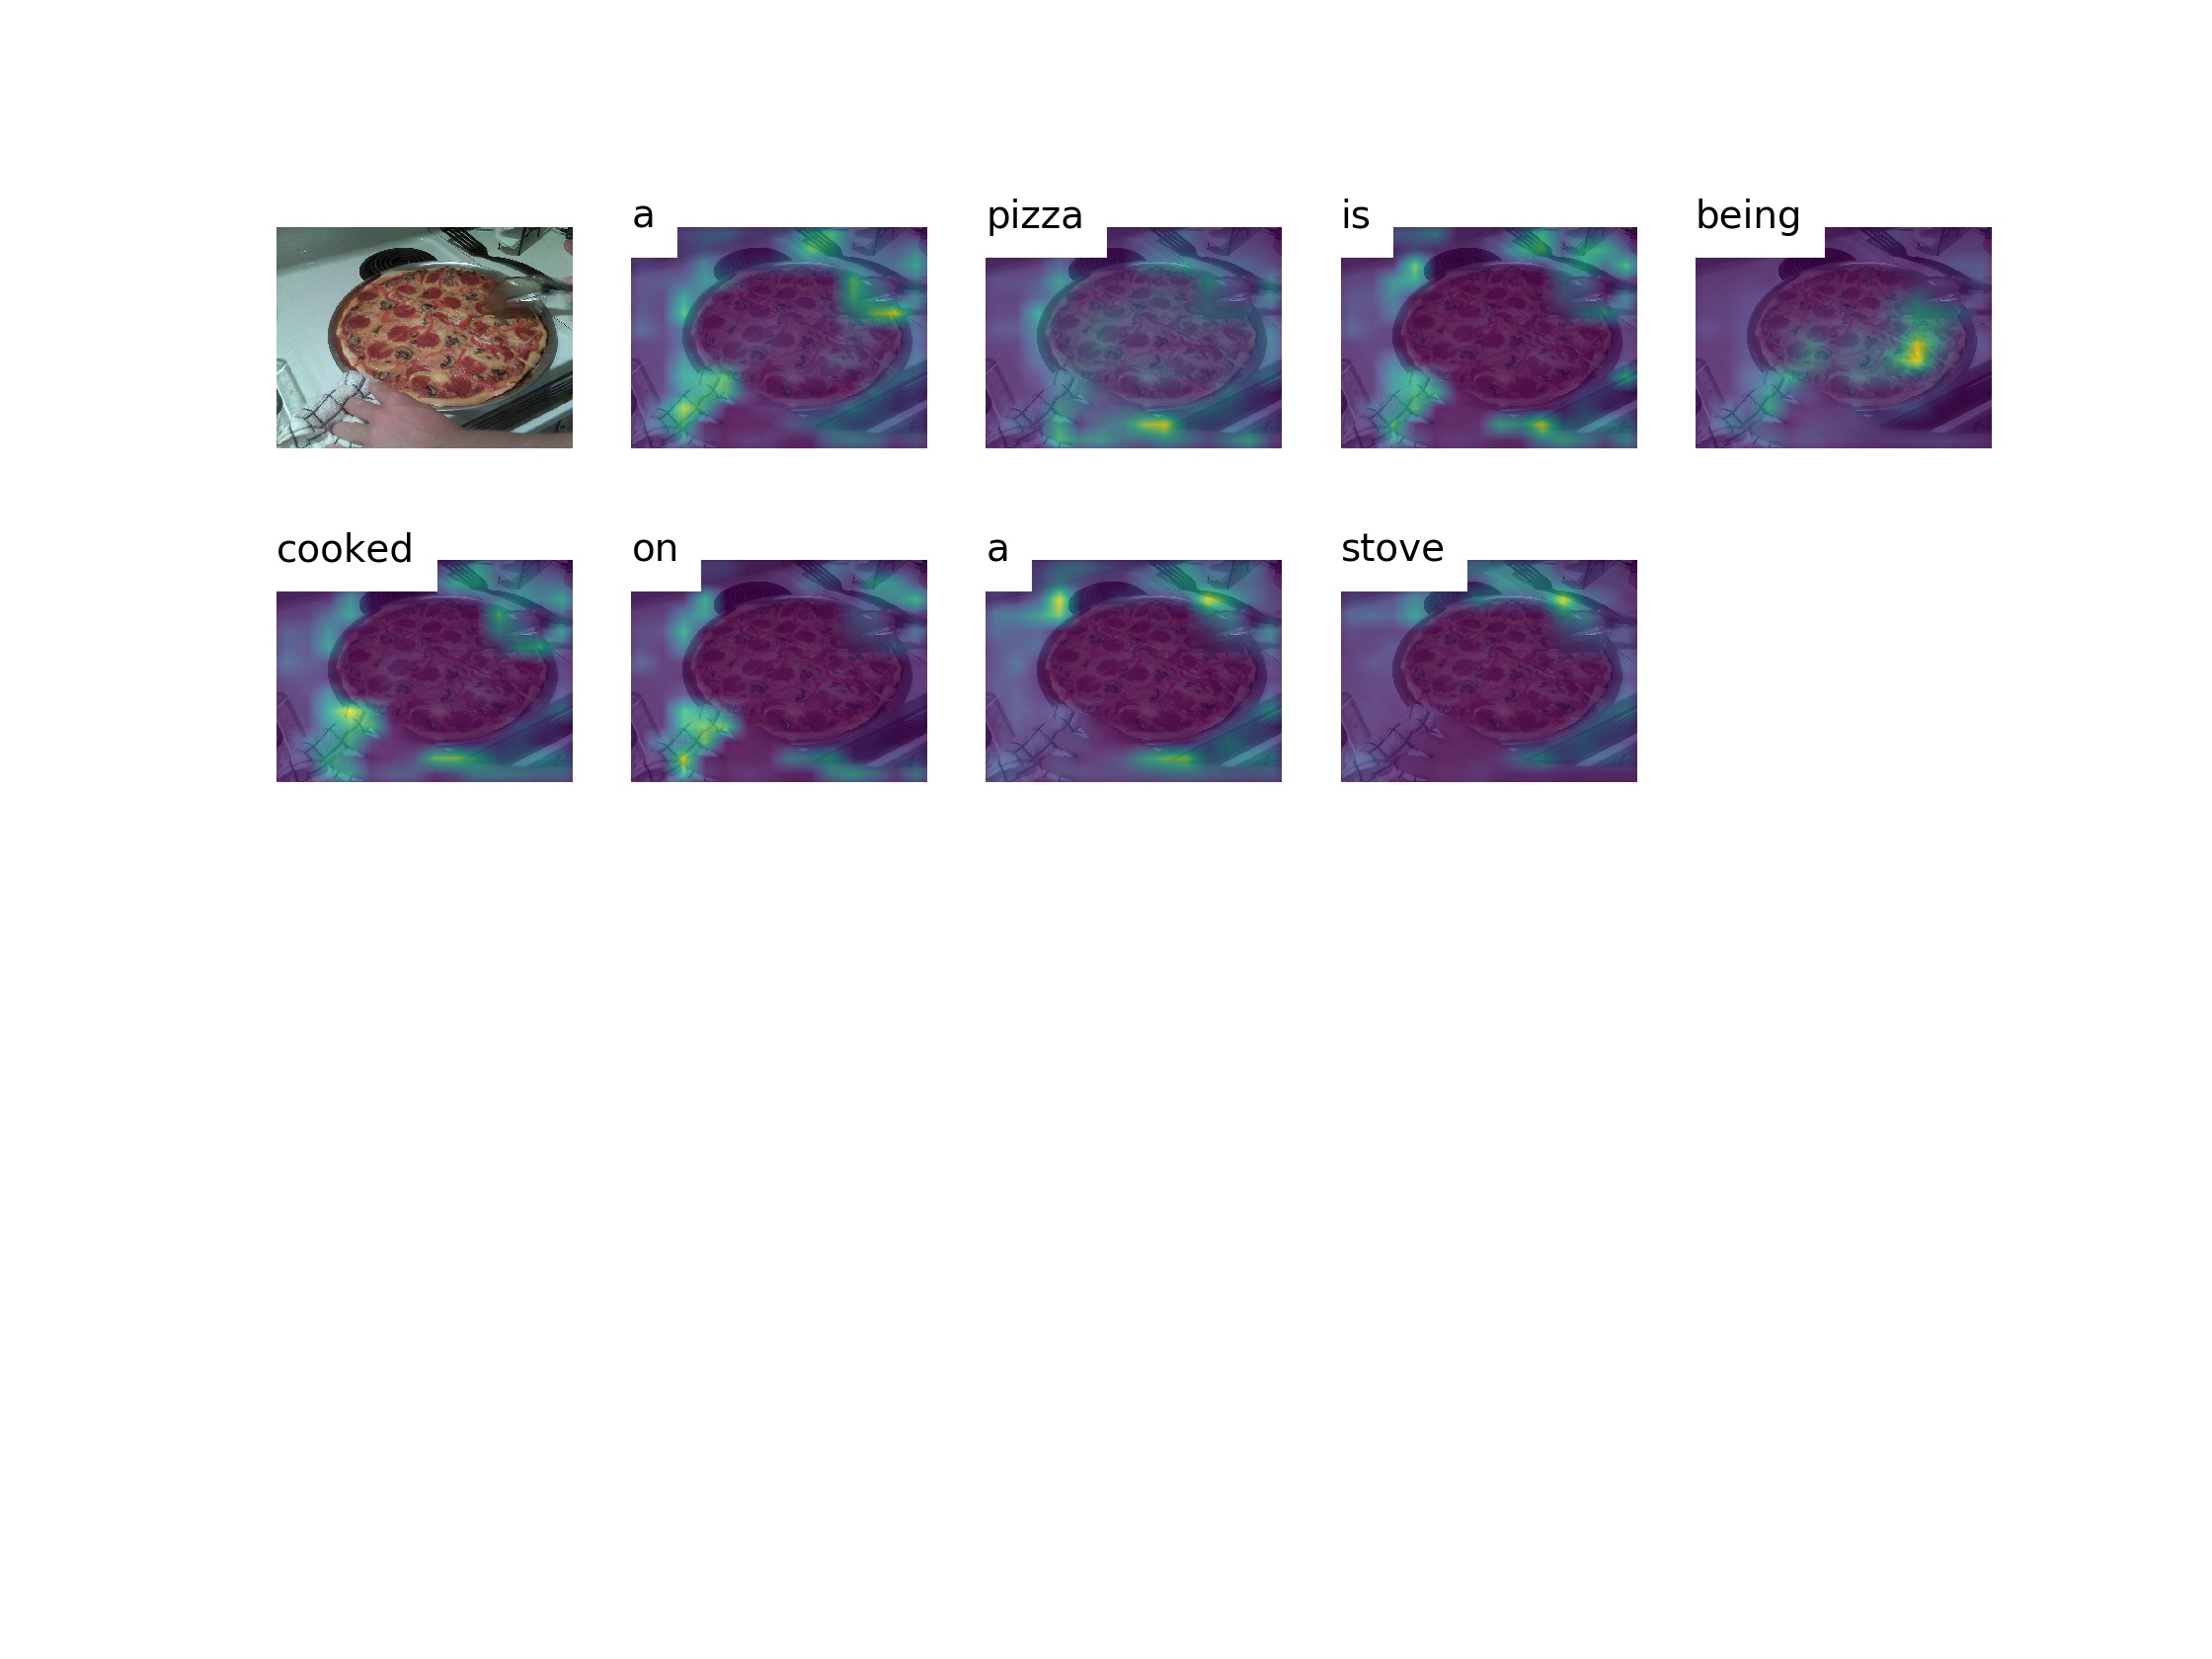 a
pizza
is
being
cooked
on
a
stove